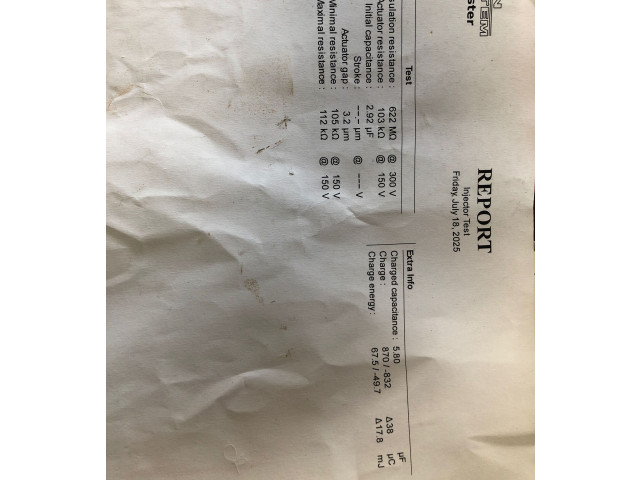 N
TEM
ster
REPORT
Injector Test
Friday, July 18, 2025
Test
sulation resistance : 622 MΩ @ 300 V
Actuator resistance : 103 kΩ @ 150 V
Initial capacitance : 2.92 µF
Stroke : --.- µm @ --- V
Actuator gap : 3.2 µm
Minimal resistance : 105 kΩ @ 150 V
Maximal resistance : 112 kΩ @ 150 V
Extra Info
Charged capacitance : 5.80 µF
Charge : 870 / -832 Δ38 µC
Charge energy : 67.5 / -49.7 Δ17.8 mJ